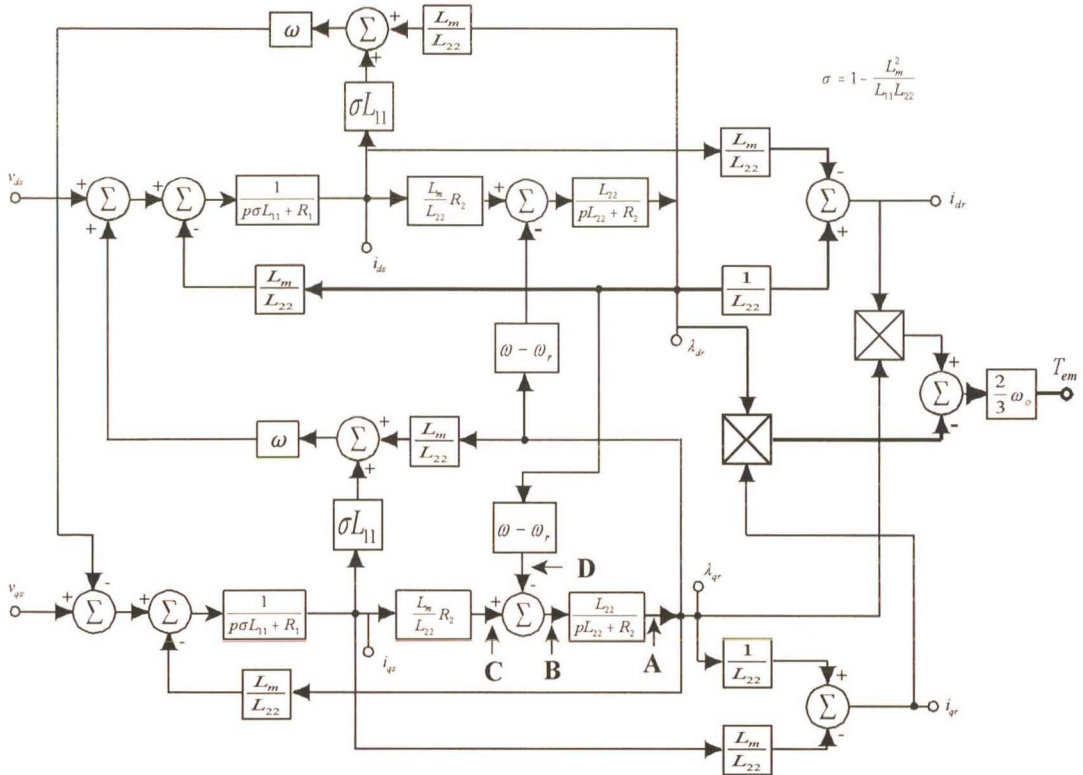 ω
Σ
+
+
L_m
L_22
σ = 1 - L_m^2
L_11 L_22
σL_11
L_m
L_22
-
v_ds
+
Σ
+
+
Σ
-
1
pσL_11 + R_1
L_m
L_22
R_2
+
Σ
-
L_22
pL_22 + R_2
Σ
+
i_dr
i_ds
L_m
L_22
1
L_22
λ_dr
ω - ω_r
+
Σ
-
2
3
ω_o
T_em
ω
Σ
+
+
L_m
L_22
σL_11
ω - ω_r
D
v_qs
+
Σ
-
+
Σ
-
1
pσL_11 + R_1
L_m
L_22
R_2
+
Σ
-
L_22
pL_22 + R_2
λ_qr
i_qs
C
B
A
L_m
L_22
1
L_22
+
Σ
-
i_qr
L_m
L_22